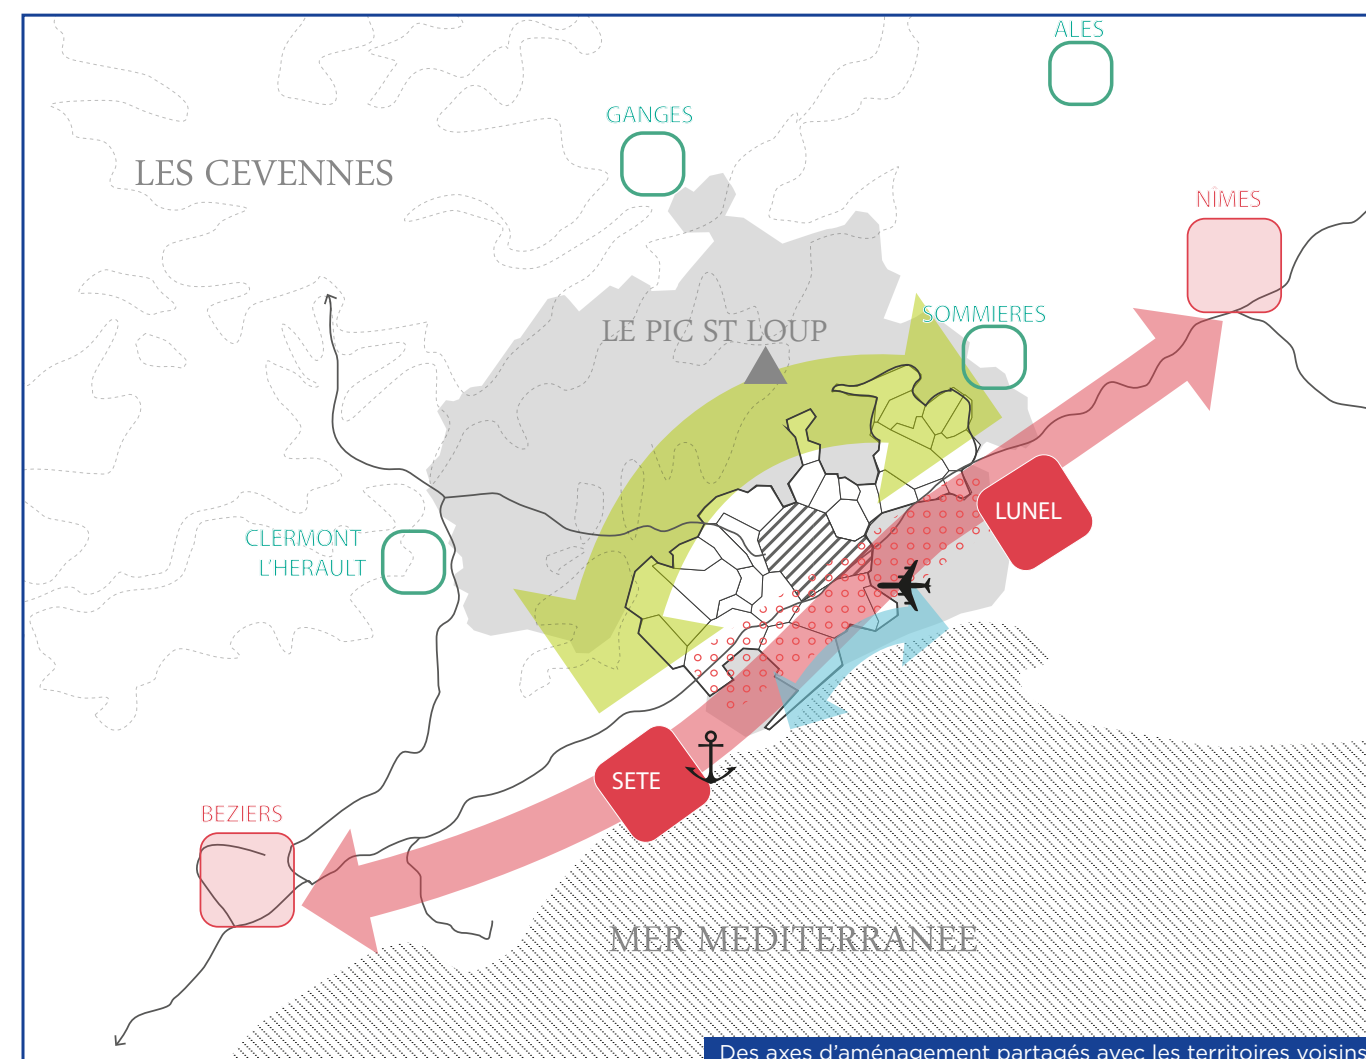 ALES
GANGES
LES CEVENNES
NÎMES
SOMMIERES
LE PIC ST LOUP
LUNEL
CLERMONT
L'HERAULT
SETE
BEZIERS
MER MEDITERRANEE
Des axes d'aménagement partagés avec les territoires voisins